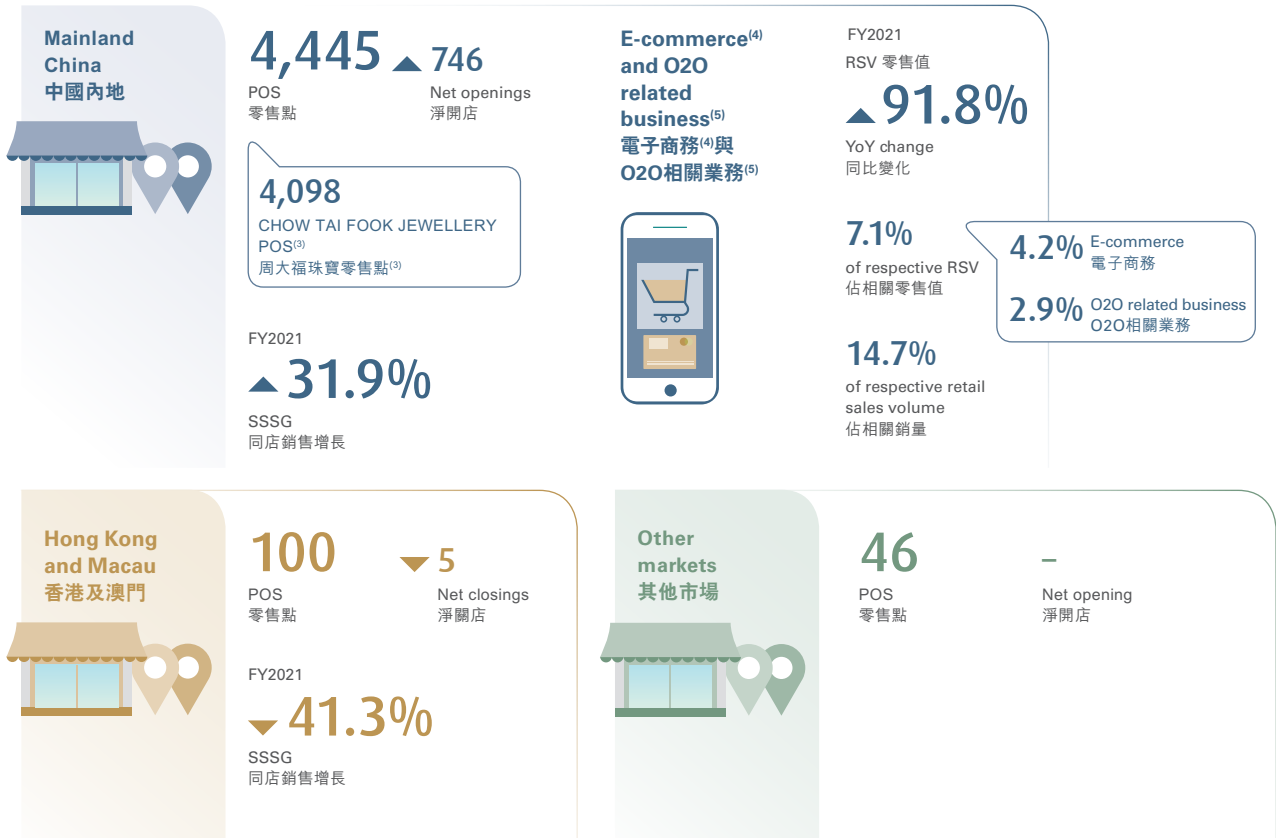 Mainland
China
中國內地
4,445 ▲ 746
POS
零售點
Net openings
淨開店
4,098
CHOW TAI FOOK JEWELLERY
POS(3)
周大福珠寶零售點(3)
FY2021
▲ 31.9%
SSSG
同店銷售增長
E-commerce(4)
and O2O
related
business(5)
電子商務(4)與
O2O相關業務(5)
FY2021
RSV 零售值
▲ 91.8%
YoY change
同比變化
7.1%
of respective RSV
佔相關零售值
4.2% E-commerce
電子商務
2.9% O2O related business
O2O相關業務
14.7%
of respective retail
sales volume
佔相關銷量
Hong Kong
and Macau
香港及澳門
100 ▼ 5
POS
零售點
Net closings
淨關店
FY2021
▼ 41.3%
SSSG
同店銷售增長
Other
markets
其他市場
46 –
POS
零售點
Net opening
淨開店